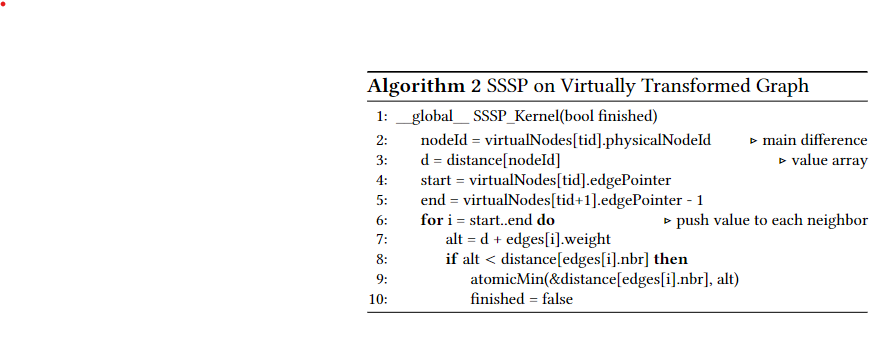 Algorithm 2 SSSP on Virtually Transformed Graph
1: __global__ SSSP_Kernel(bool finished)
2: nodeId = virtualNodes[tid].physicalNodeId ▹ main difference
3: d = distance[nodeId] ▹ value array
4: start = virtualNodes[tid].edgePointer
5: end = virtualNodes[tid+1].edgePointer - 1
6: for i = start..end do ▹ push value to each neighbor
7: alt = d + edges[i].weight
8: if alt < distance[edges[i].nbr] then
9: atomicMin(&distance[edges[i].nbr], alt)
10: finished = false